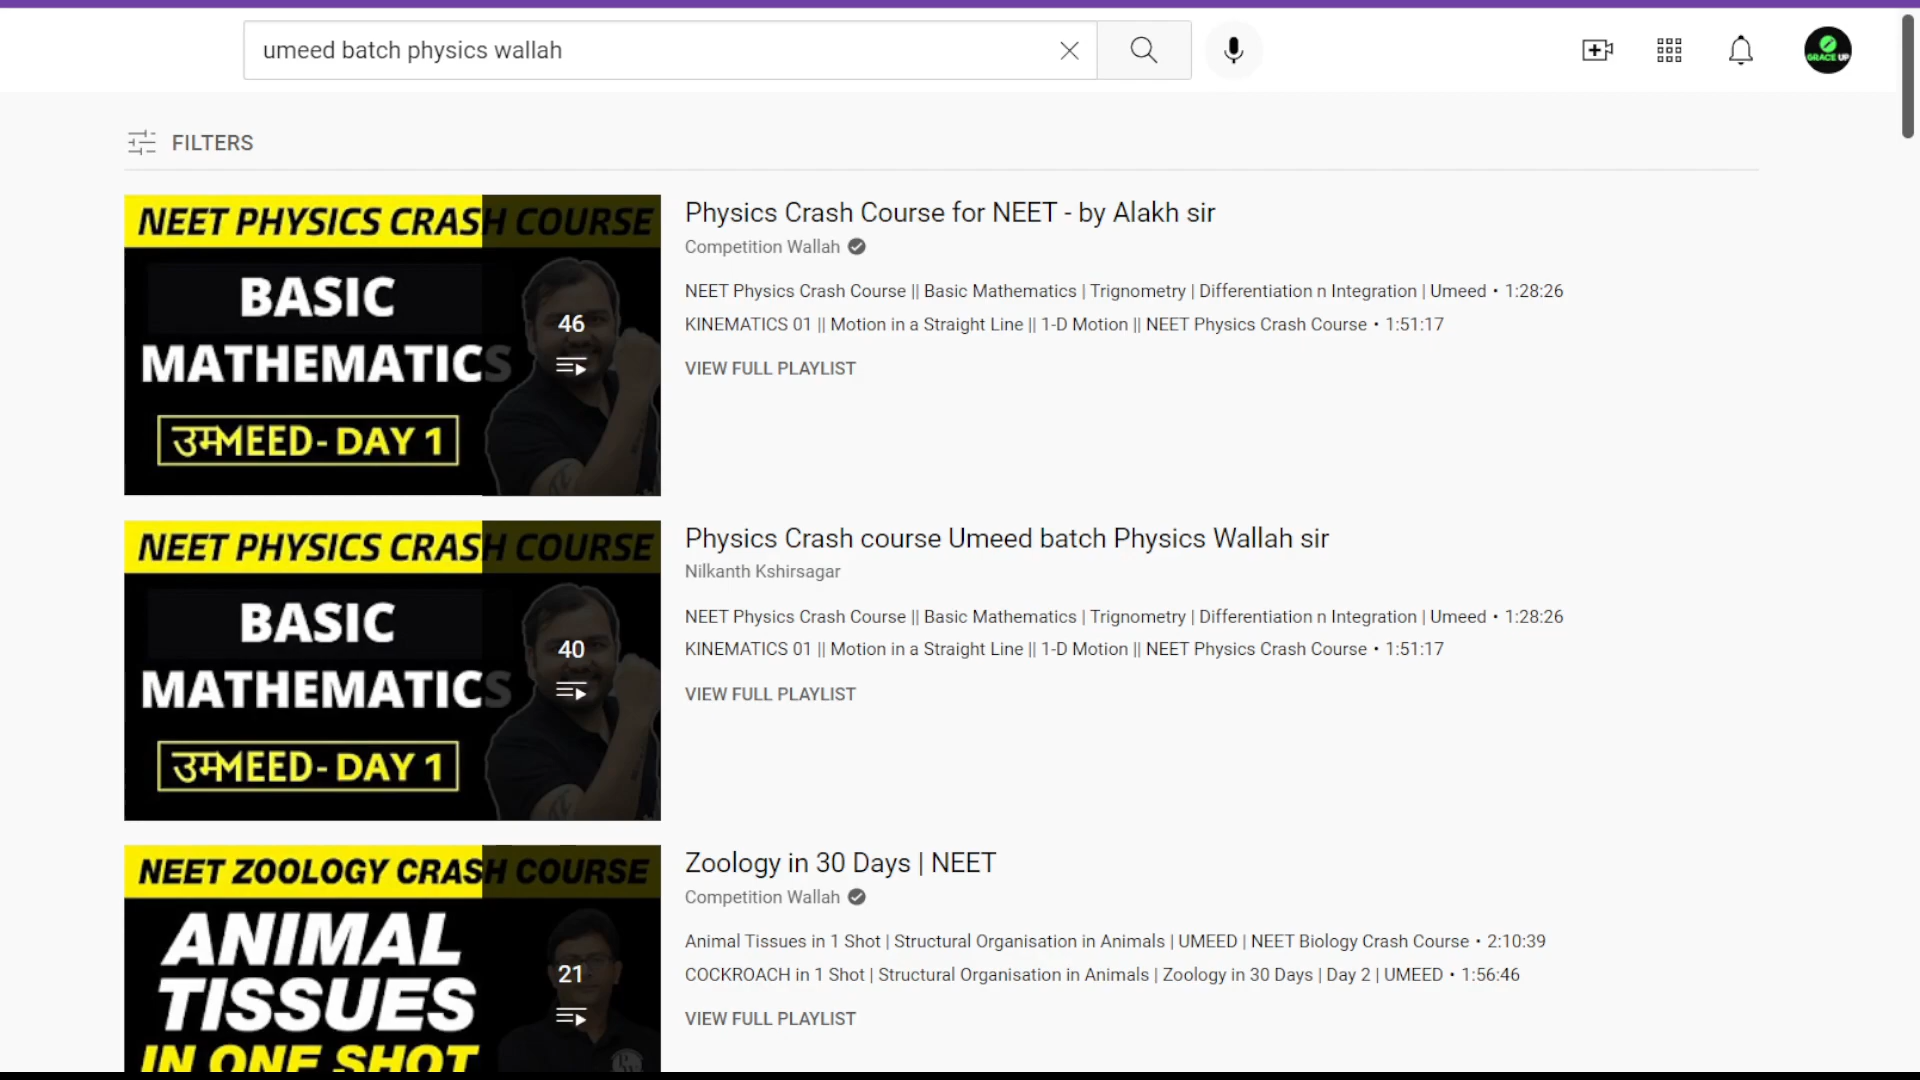 umeed batch physics wallah
GRACE UP
FILTERS
NEET PHYSICS CRASH COURSE
BASIC
MATHEMATICS
उम्MEED- DAY 1
46
Physics Crash Course for NEET - by Alakh sir
Competition Wallah
NEET Physics Crash Course || Basic Mathematics | Trignometry | Differentiation n Integration | Umeed • 1:28:26
KINEMATICS 01 || Motion in a Straight Line || 1-D Motion || NEET Physics Crash Course • 1:51:17
VIEW FULL PLAYLIST
NEET PHYSICS CRASH COURSE
BASIC
MATHEMATICS
उम्MEED- DAY 1
40
Physics Crash course Umeed batch Physics Wallah sir
Nilkanth Kshirsagar
NEET Physics Crash Course || Basic Mathematics | Trignometry | Differentiation n Integration | Umeed • 1:28:26
KINEMATICS 01 || Motion in a Straight Line || 1-D Motion || NEET Physics Crash Course • 1:51:17
VIEW FULL PLAYLIST
NEET ZOOLOGY CRASH COURSE
ANIMAL
TISSUES
IN ONE SHOT
21
Zoology in 30 Days | NEET
Competition Wallah
Animal Tissues in 1 Shot | Structural Organisation in Animals | UMEED | NEET Biology Crash Course • 2:10:39
COCKROACH in 1 Shot | Structural Organisation in Animals | Zoology in 30 Days | Day 2 | UMEED • 1:56:46
VIEW FULL PLAYLIST